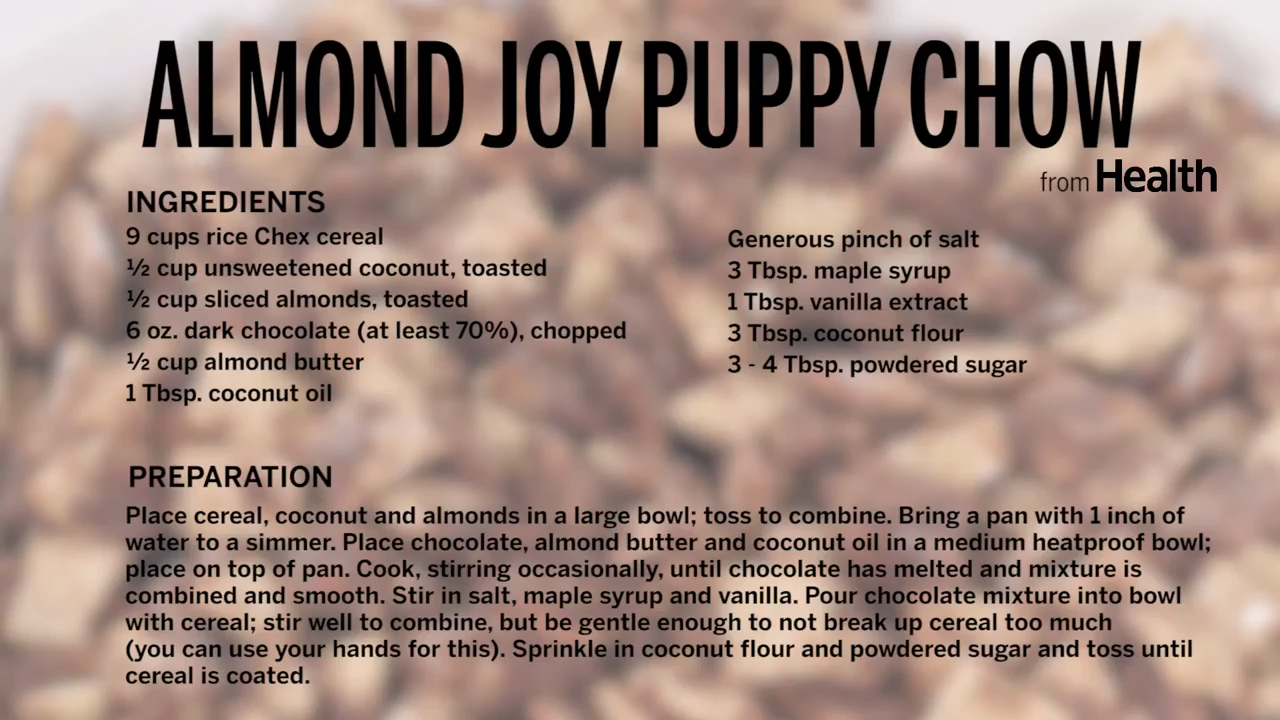 ALMOND JOY PUPPY CHOW
from Health
INGREDIENTS
9 cups rice Chex cereal
½ cup unsweetened coconut, toasted
½ cup sliced almonds, toasted
6 oz. dark chocolate (at least 70%), chopped
½ cup almond butter
1 Tbsp. coconut oil
Generous pinch of salt
3 Tbsp. maple syrup
1 Tbsp. vanilla extract
3 Tbsp. coconut flour
3 - 4 Tbsp. powdered sugar
PREPARATION
Place cereal, coconut and almonds in a large bowl; toss to combine. Bring a pan with 1 inch of
water to a simmer. Place chocolate, almond butter and coconut oil in a medium heatproof bowl;
place on top of pan. Cook, stirring occasionally, until chocolate has melted and mixture is
combined and smooth. Stir in salt, maple syrup and vanilla. Pour chocolate mixture into bowl
with cereal; stir well to combine, but be gentle enough to not break up cereal too much
(you can use your hands for this). Sprinkle in coconut flour and powdered sugar and toss until
cereal is coated.